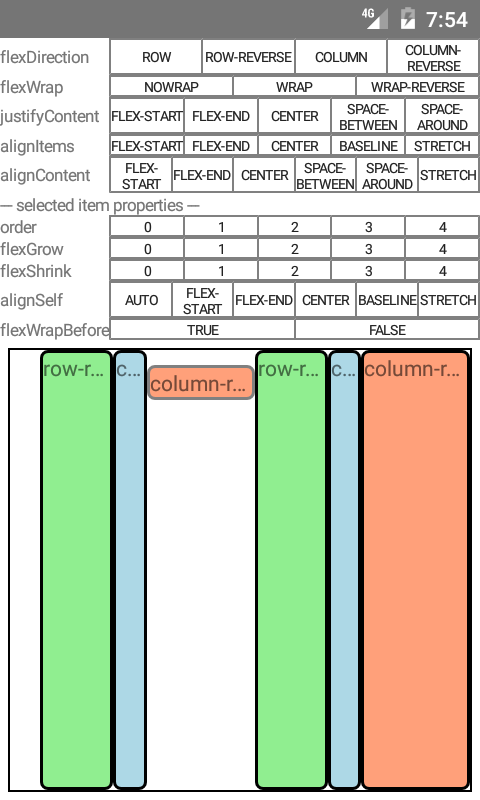 4G 7:54
flexDirection ROW ROW-REVERSE COLUMN COLUMN-
REVERSE
flexWrap NOWRAP WRAP WRAP-REVERSE
justifyContent FLEX-START FLEX-END CENTER SPACE-
BETWEEN SPACE-
AROUND
alignItems FLEX-START FLEX-END CENTER BASELINE STRETCH
alignContent FLEX-
START FLEX-END CENTER SPACE-
BETWEEN SPACE-
AROUND STRETCH
— selected item properties —
order 0 1 2 3 4
flexGrow 0 1 2 3 4
flexShrink 0 1 2 3 4
alignSelf AUTO FLEX-
START FLEX-END CENTER BASELINE STRETCH
flexWrapBefore TRUE FALSE
row-r... c... column-r... row-r... c... column-r...